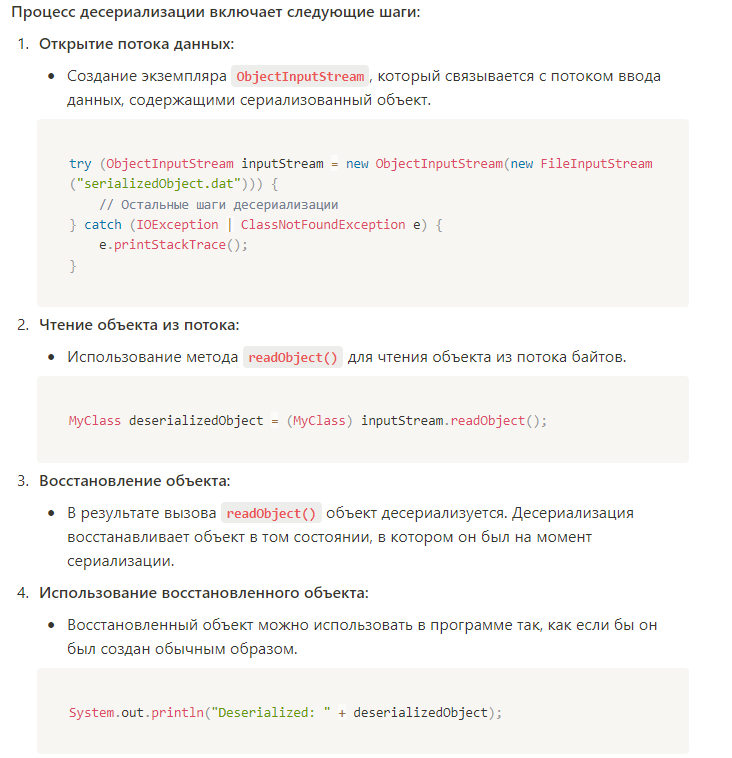 Процесс десериализации включает следующие шаги:
1. Открытие потока данных:
• Создание экземпляра ObjectInputStream, который связывается с потоком ввода
данных, содержащими сериализованный объект.
try (ObjectInputStream inputStream = new ObjectInputStream(new FileInputStream
("serializedObject.dat"))) {
    // Остальные шаги десериализации
} catch (IOException | ClassNotFoundException e) {
    e.printStackTrace();
}
2. Чтение объекта из потока:
• Использование метода readObject() для чтения объекта из потока байтов.
MyClass deserializedObject = (MyClass) inputStream.readObject();
3. Восстановление объекта:
• В результате вызова readObject() объект десериализуется. Десериализация
восстанавливает объект в том состоянии, в котором он был на момент
сериализации.
4. Использование восстановленного объекта:
• Восстановленный объект можно использовать в программе так, как если бы он
был создан обычным образом.
System.out.println("Deserialized: " + deserializedObject);